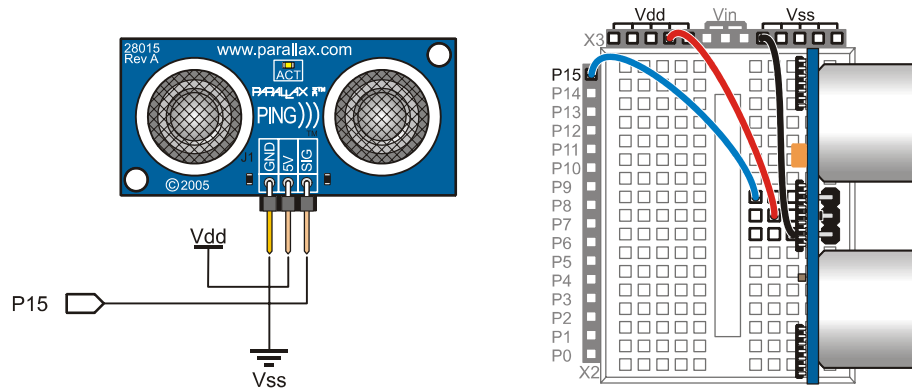 28015
Rev A
www.parallax.com
ACT
PARALLAX
PING)))
TM
J1
GND
5V
SIG
©2005
Vdd
P15
Vss
Vdd
Vin
Vss
X3
P15
P14
P13
P12
P11
P10
P9
P8
P7
P6
P5
P4
P3
P2
P1
P0
X2